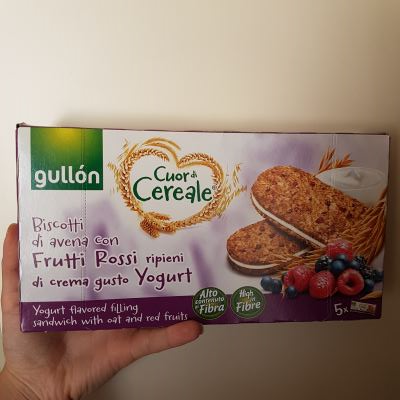 gullón
Cuor di
Cereale®
Biscotti
di avena con
Frutti Rossi ripieni
di crema gusto Yogurt
Yogurt flavored filling
sandwich with oat and red fruits
Alto
contenuto
di
Fibra
High
in
Fibre
5x